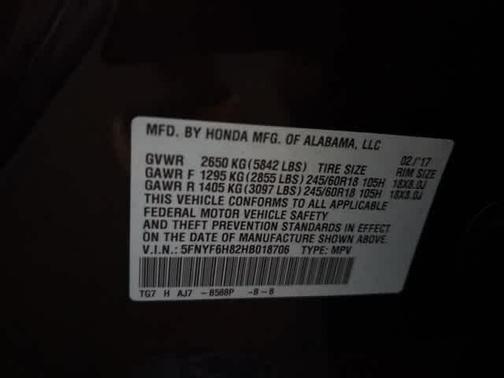 MFD. BY HONDA MFG. OF ALABAMA, LLC
02/'17
GVWR 2650 KG (5842 LBS) TIRE SIZE RIM SIZE
GAWR F 1295 KG (2855 LBS) 245/60R18 105H 18X8.0J
GAWR R 1405 KG (3097 LBS) 245/60R18 105H 18X8.0J
THIS VEHICLE CONFORMS TO ALL APPLICABLE
FEDERAL MOTOR VEHICLE SAFETY
AND THEFT PREVENTION STANDARDS IN EFFECT
ON THE DATE OF MANUFACTURE SHOWN ABOVE.
V.I.N.: 5FNYF6H82HB018706 TYPE: MPV
TG7 H AJ7 -B588P -B-B